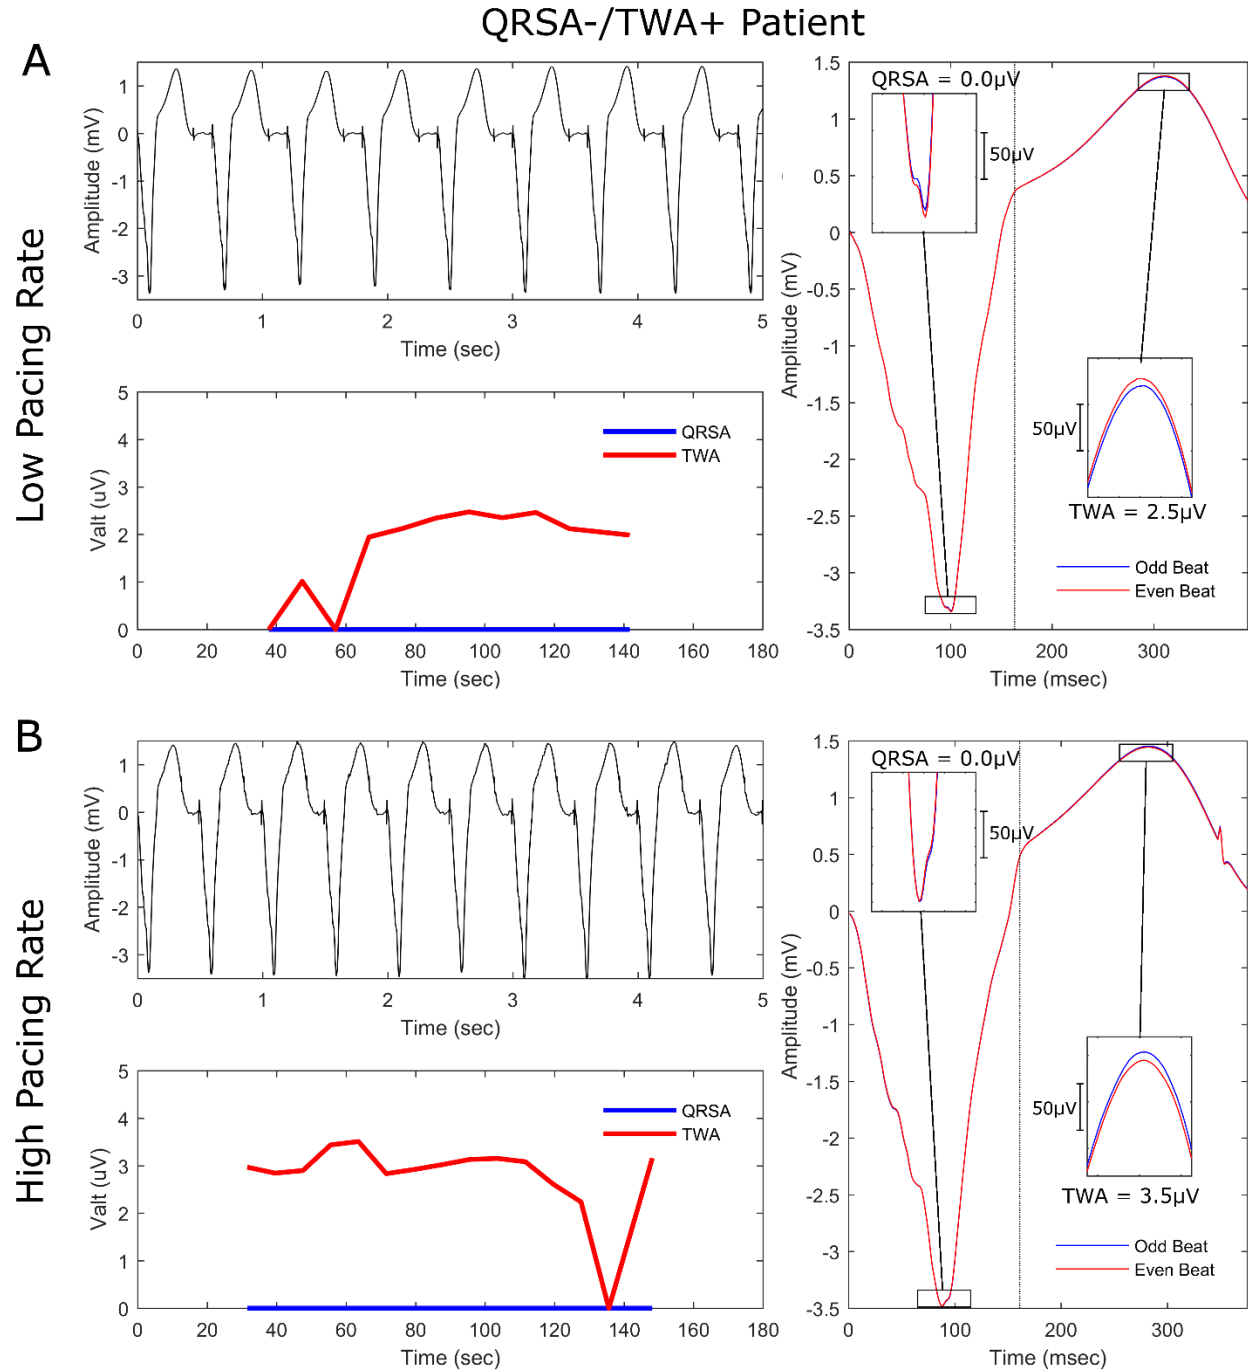 QRSA-/TWA+ Patient
A
Low Pacing Rate
1
0
-1
-2
-3
Amplitude (mV)
0 1 2 3 4 5
Time (sec)
5
4
3
2
1
0
Valt (uV)
QRSA
TWA
0 20 40 60 80 100 120 140 160 180
Time (sec)
1.5
1
0.5
0
-0.5
-1
-1.5
-2
-2.5
-3
-3.5
Amplitude (mV)
QRSA = 0.0µV
50µV
50µV
TWA = 2.5µV
Odd Beat
Even Beat
0 100 200 300
Time (msec)
B
High Pacing Rate
1
0
-1
-2
-3
Amplitude (mV)
0 1 2 3 4 5
Time (sec)
5
4
3
2
1
0
Valt (uV)
QRSA
TWA
0 20 40 60 80 100 120 140 160 180
Time (sec)
1.5
1
0.5
0
-0.5
-1
-1.5
-2
-2.5
-3
-3.5
Amplitude (mV)
QRSA = 0.0µV
50µV
50µV
TWA = 3.5µV
Odd Beat
Even Beat
0 100 200 300
Time (msec)